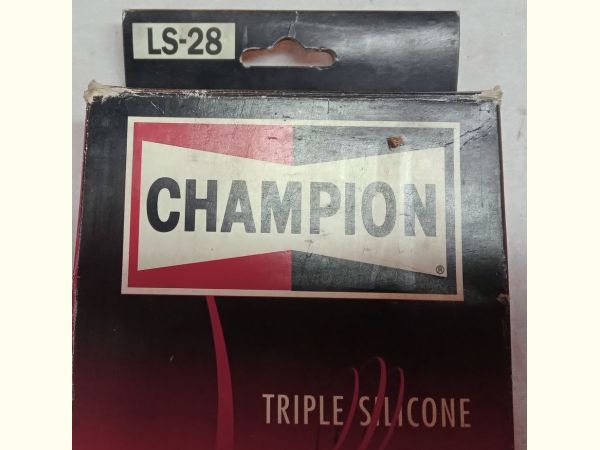 LS-28
CHAMPION
®
TRIPLE SILICONE